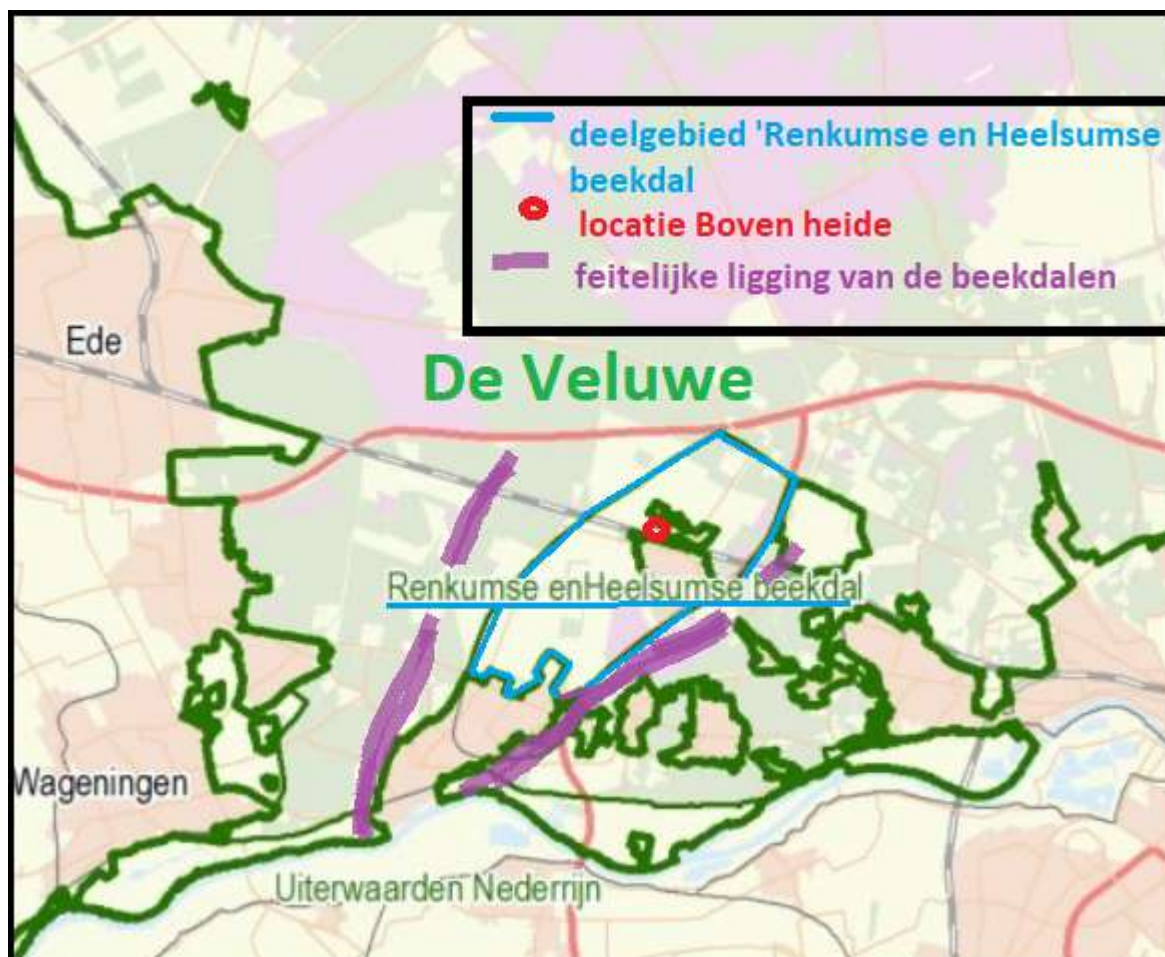 deelgebied 'Renkumse en Heelsumse
beekdal
locatie Boven heide
feitelijke ligging van de beekdalen
Ede
De Veluwe
Renkumse enHeelsumse beekdal
Wageningen
Uiterwaarden Nederrijn